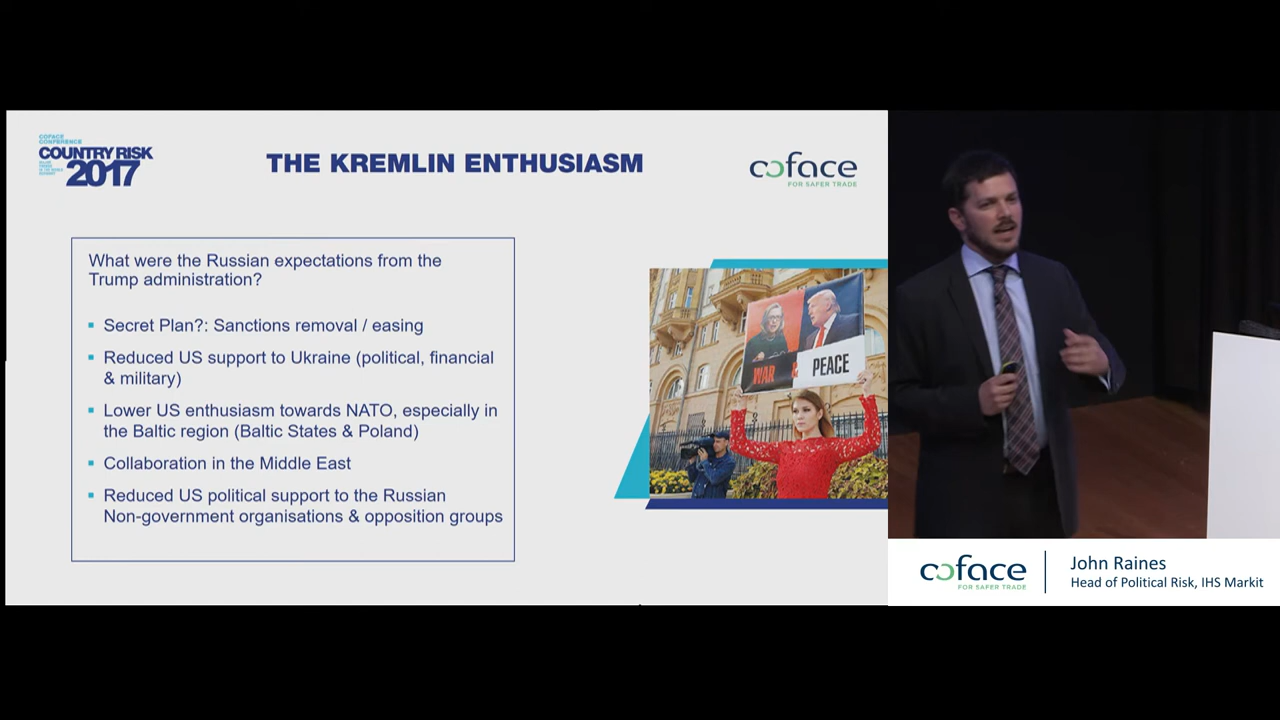 COFACE
CONFERENCE
COUNTRY RISK
2017
THE KREMLIN ENTHUSIASM
coface
FOR SAFER TRADE
What were the Russian expectations from the
Trump administration?
▪ Secret Plan?: Sanctions removal / easing
▪ Reduced US support to Ukraine (political, financial
& military)
▪ Lower US enthusiasm towards NATO, especially in
the Baltic region (Baltic States & Poland)
▪ Collaboration in the Middle East
▪ Reduced US political support to the Russian
Non-government organisations & opposition groups
WAR & PEACE
coface
FOR SAFER TRADE
John Raines
Head of Political Risk, IHS Markit